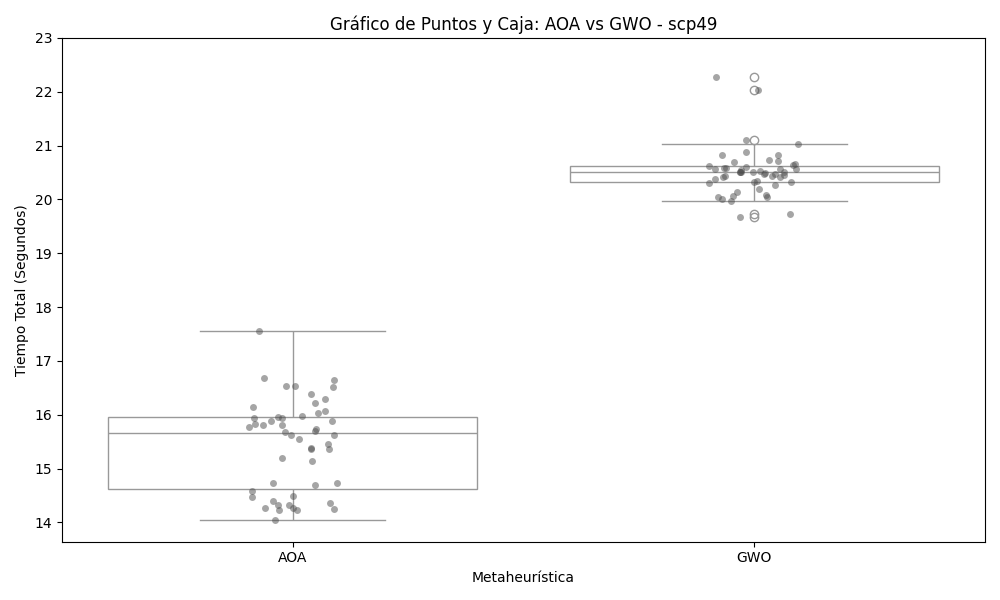 Gráfico de Puntos y Caja: AOA vs GWO - scp49
Tiempo Total (Segundos)
23
22
21
20
19
18
17
16
15
14
AOA
GWO
Metaheurística